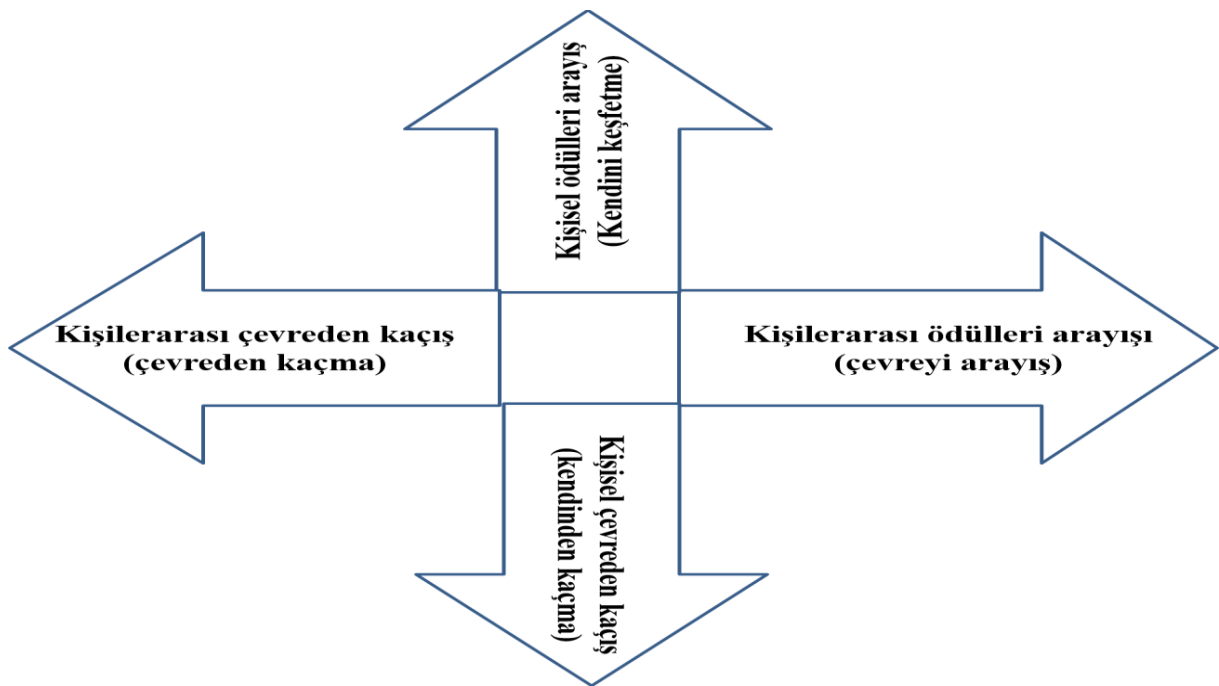 Kişisel ödülleri arayış
(Kendini keşfetme)
Kişilerarası çevreden kaçış
(çevreden kaçma)
Kişilerarası ödülleri arayışı
(çevreyi arayış)
Kişisel çevreden kaçış
(kendinden kaçma)